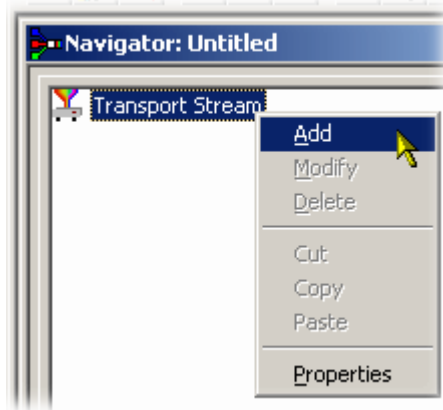 Navigator: Untitled
Transport Stream
Add
Modify
Delete
Cut
Copy
Paste
Properties